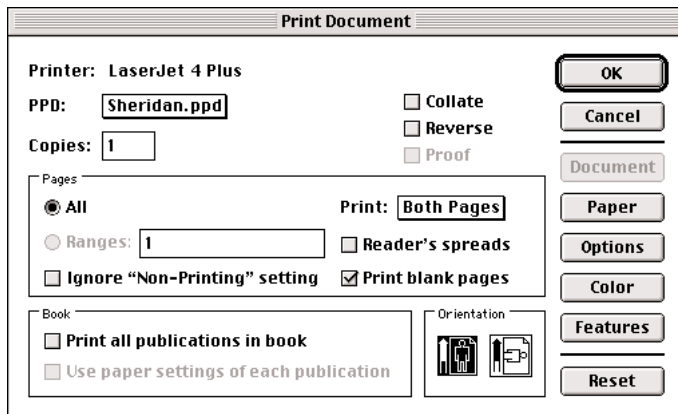 Print Document
Printer: LaserJet 4 Plus
PPD: Sheridan.ppd
Copies: 1
Collate
Reverse
Proof
Pages
All
Print: Both Pages
Ranges: 1
Reader's spreads
Ignore “Non-Printing” setting
Print blank pages
Book
Print all publications in book
Use paper settings of each publication
Orientation
OK
Cancel
Document
Paper
Options
Color
Features
Reset